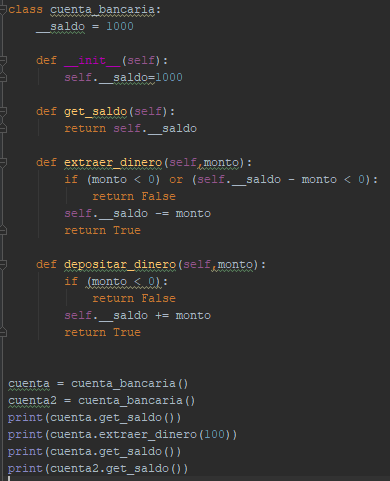 class cuenta_bancaria:
    __saldo = 1000

    def __init__(self):
        self.__saldo=1000

    def get_saldo(self):
        return self.__saldo

    def extraer_dinero(self,monto):
        if (monto < 0) or (self.__saldo - monto < 0):
            return False
        self.__saldo -= monto
        return True

    def depositar_dinero(self,monto):
        if (monto < 0):
            return False
        self.__saldo += monto
        return True


cuenta = cuenta_bancaria()
cuenta2 = cuenta_bancaria()
print(cuenta.get_saldo())
print(cuenta.extraer_dinero(100))
print(cuenta.get_saldo())
print(cuenta2.get_saldo())